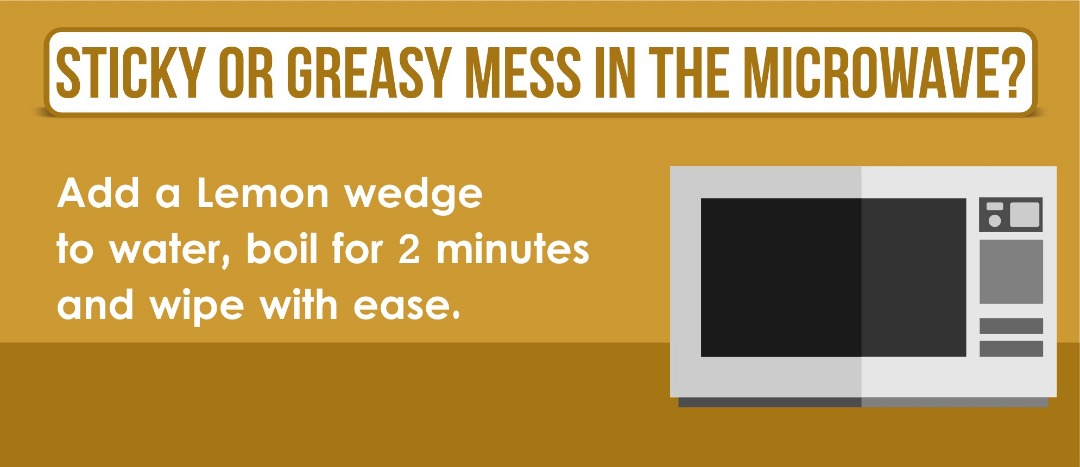 STICKY OR GREASY MESS IN THE MICROWAVE?
Add a Lemon wedge
to water, boil for 2 minutes
and wipe with ease.